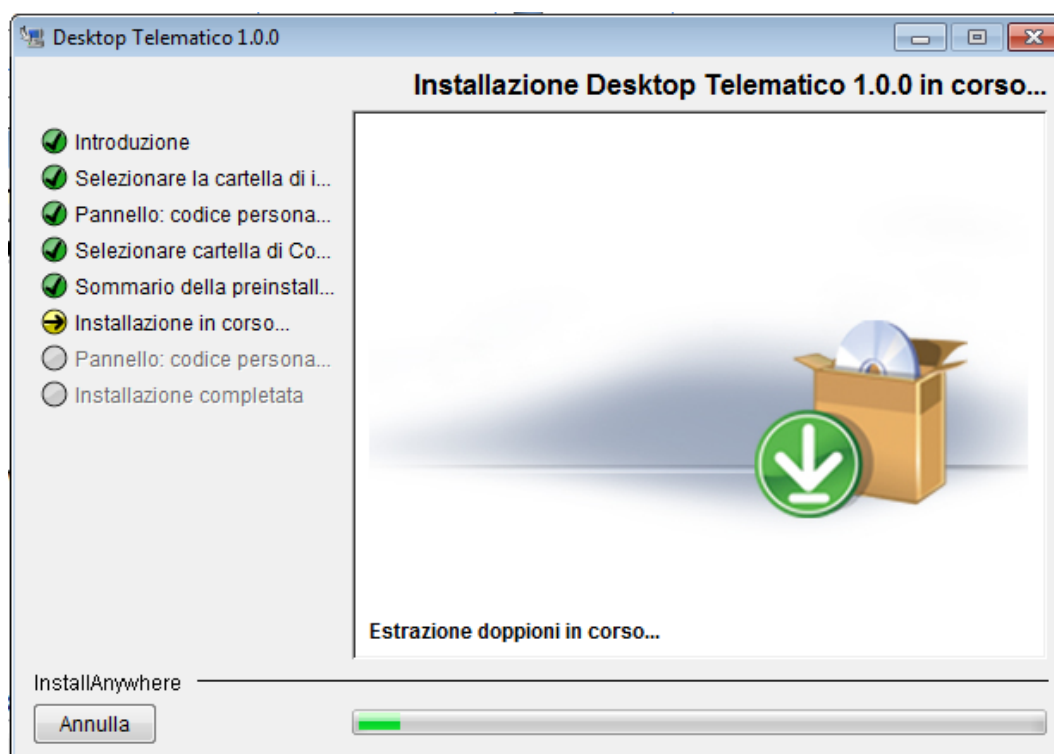 Desktop Telematico 1.0.0
Installazione Desktop Telematico 1.0.0 in corso...
Introduzione
Selezionare la cartella di i...
Pannello: codice persona...
Selezionare cartella di Co...
Sommario della preinstall...
Installazione in corso...
Pannello: codice persona...
Installazione completata
Estrazione doppioni in corso...
InstallAnywhere
Annulla